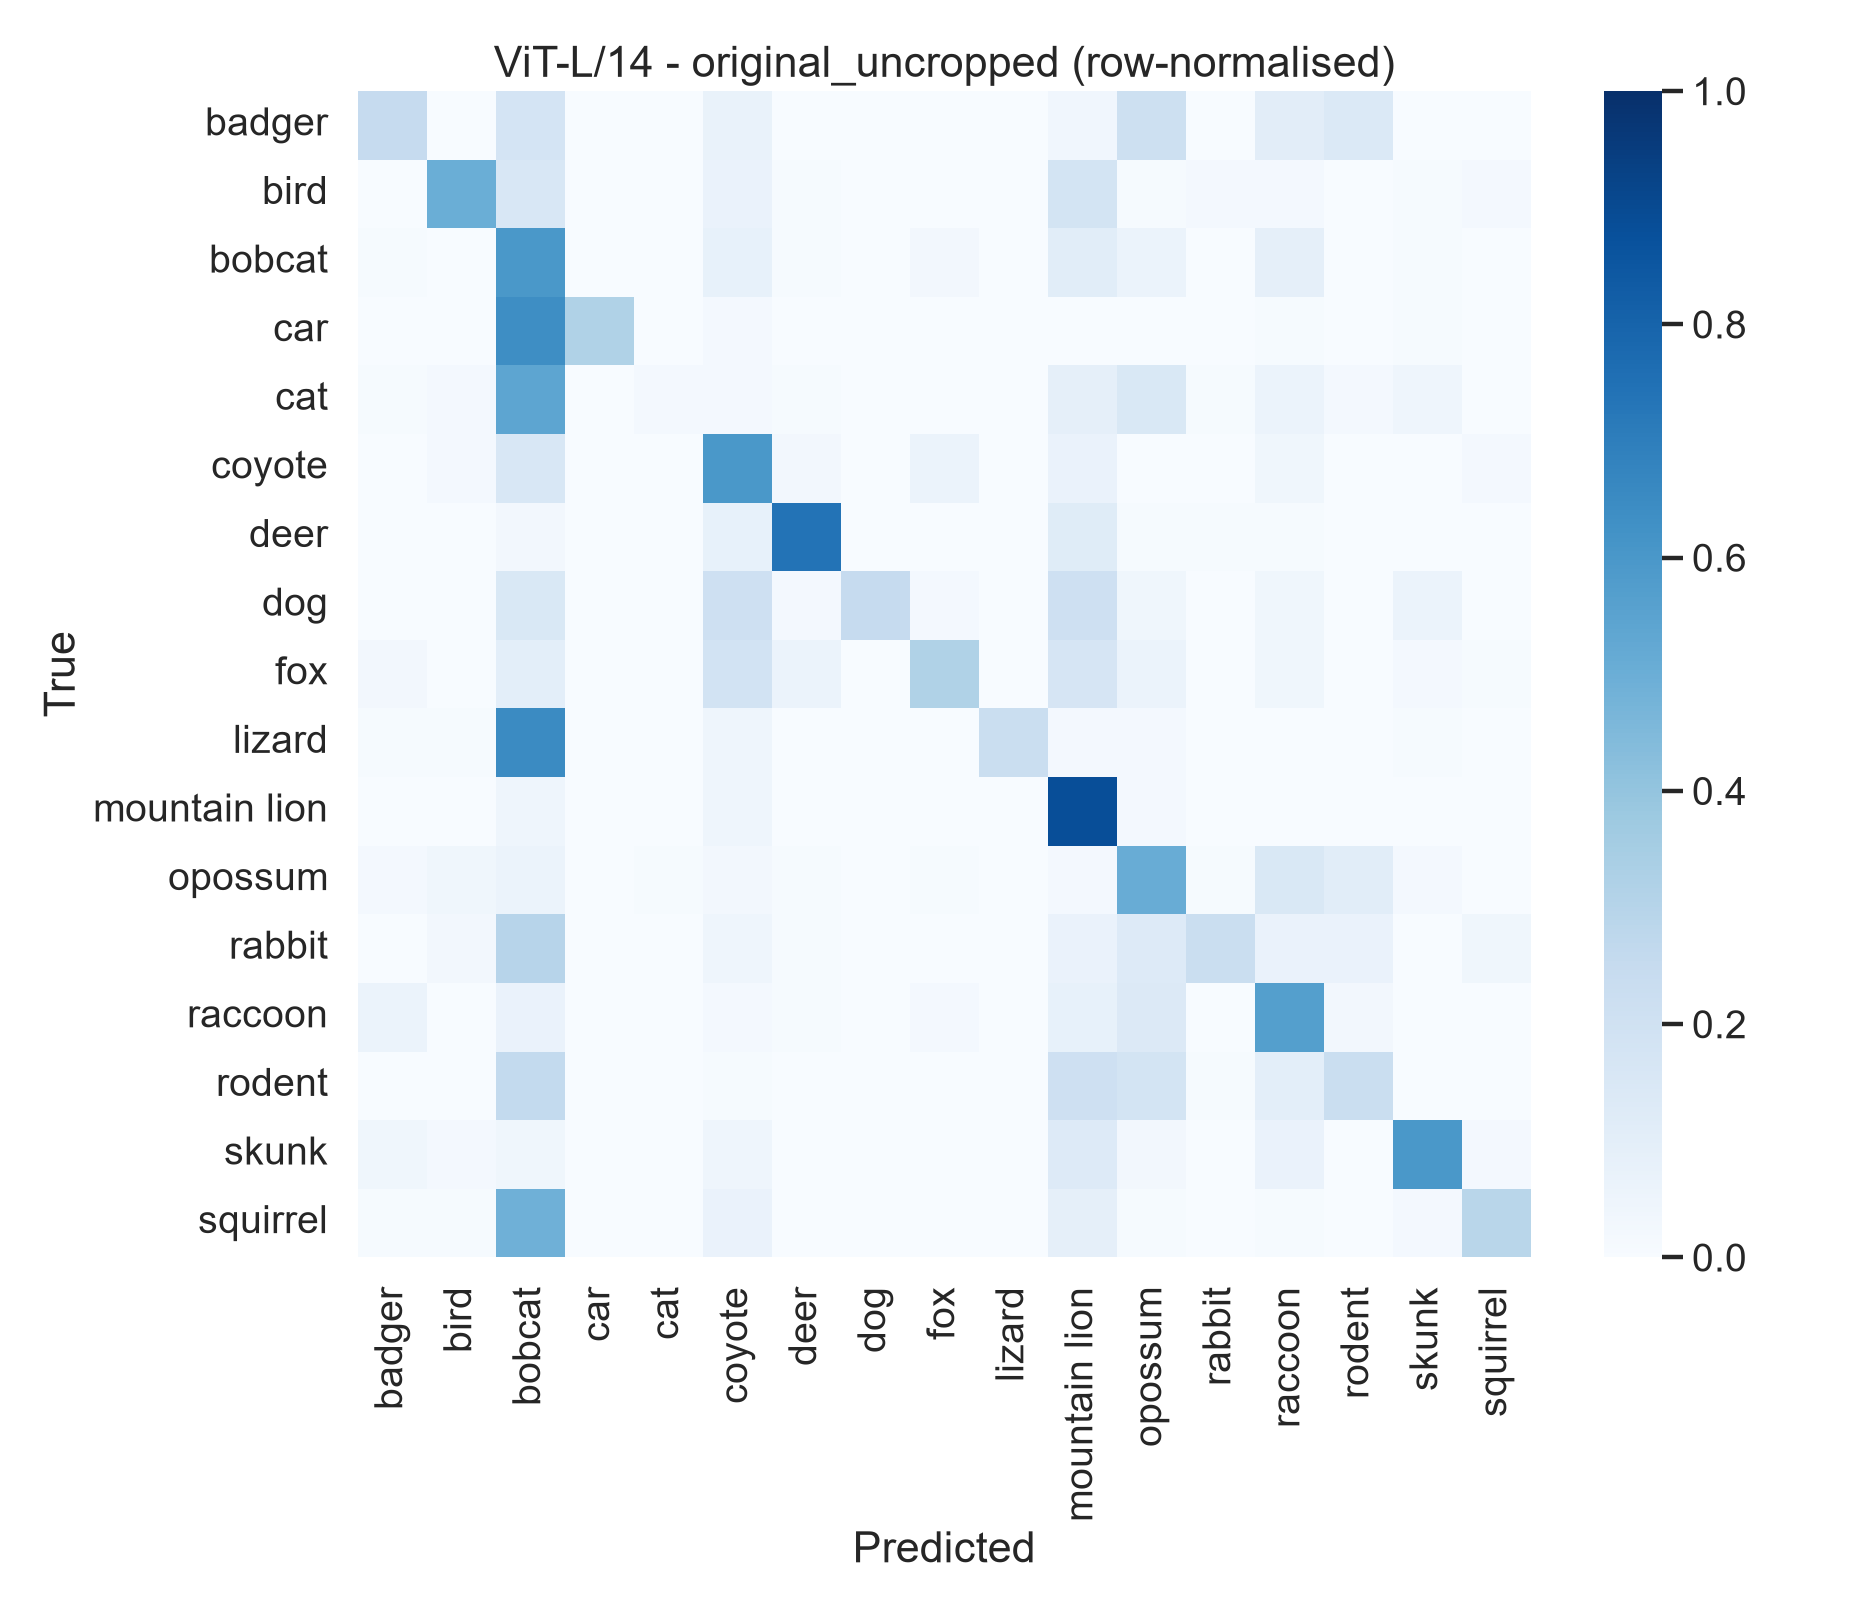 ViT-L/14 - original_uncropped (row-normalised)
True
badger
bird
bobcat
car
cat
coyote
deer
dog
fox
lizard
mountain lion
opossum
rabbit
raccoon
rodent
skunk
squirrel
badger
bird
bobcat
car
cat
coyote
deer
dog
fox
lizard
mountain lion
opossum
rabbit
raccoon
rodent
skunk
squirrel
Predicted
1.0
0.8
0.6
0.4
0.2
0.0